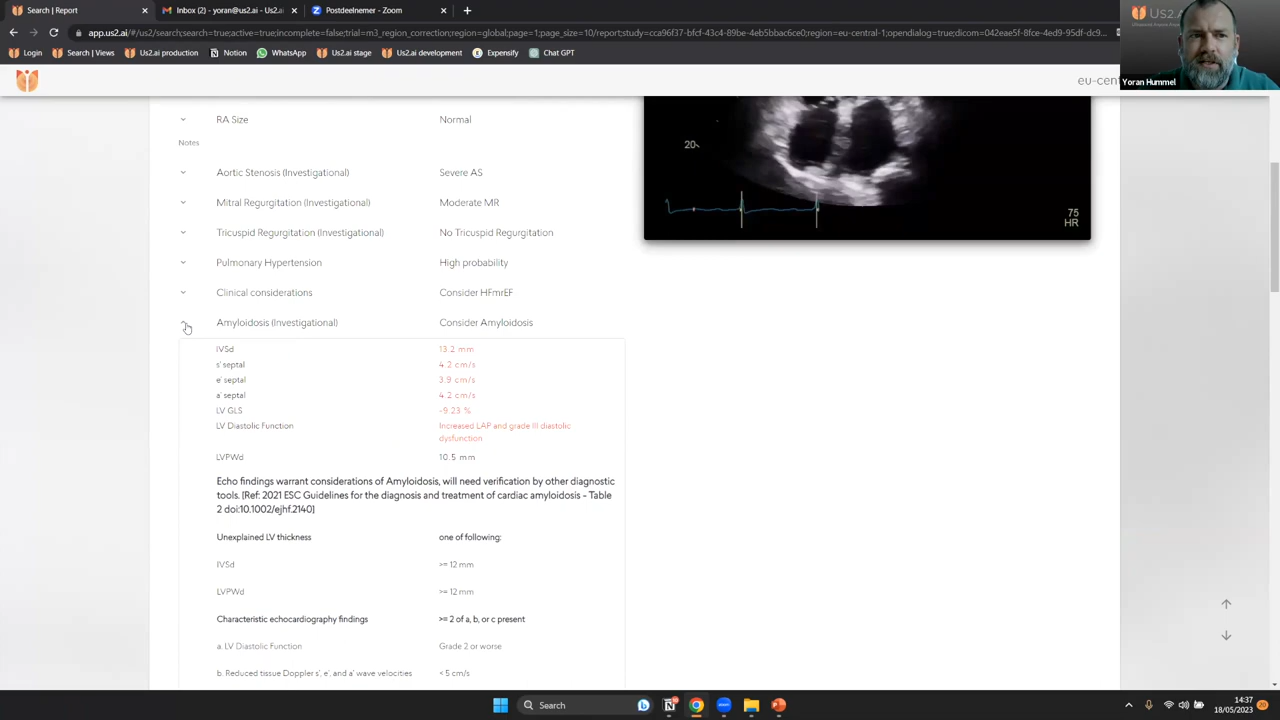 Search | Report
Inbox (2) - yoran@us2.ai - Us2.ai
Postdeelnemer - Zoom
app.us2.ai/#/us2/search;search=true;active=true;incomplete=false;trial=m3_region_correction;region=global;page=1;page_size=10/report;study=cca96f37-bfcf-43c4-89be-4eb5bbac6ce0;region=eu-central-1;opendialog=true;dicom=042eae5f-8fce-4ed9-95df-dc9...
Login
Search | Views
Us2.ai production
Notion
WhatsApp
Us2.ai stage
Us2.ai development
Expensify
Chat GPT
Us2.
Yoran Hummel
eu-cent
RA Size Normal
Notes
Aortic Stenosis (Investigational) Severe AS
Mitral Regurgitation (Investigational) Moderate MR
Tricuspid Regurgitation (Investigational) No Tricuspid Regurgitation
Pulmonary Hypertension High probability
Clinical considerations Consider HFmrEF
Amyloidosis (Investigational) Consider Amyloidosis
IVSd 13.2 mm
s' septal 4.2 cm/s
e' septal 3.9 cm/s
a' septal 4.2 cm/s
LV GLS -9.23 %
LV Diastolic Function Increased LAP and grade III diastolic
dysfunction
LVPWd 10.5 mm
Echo findings warrant considerations of Amyloidosis, will need verification by other diagnostic
tools. [Ref: 2021 ESC Guidelines for the diagnosis and treatment of cardiac amyloidosis - Table
2 doi:10.1002/ejhf.2140]
Unexplained LV thickness one of following:
IVSd >= 12 mm
LVPWd >= 12 mm
Characteristic echocardiography findings >= 2 of a, b, or c present
a. LV Diastolic Function Grade 2 or worse
b. Reduced tissue Doppler s', e', and a' wave velocities < 5 cm/s
20
75
HR
Search
14:37
18/05/2023